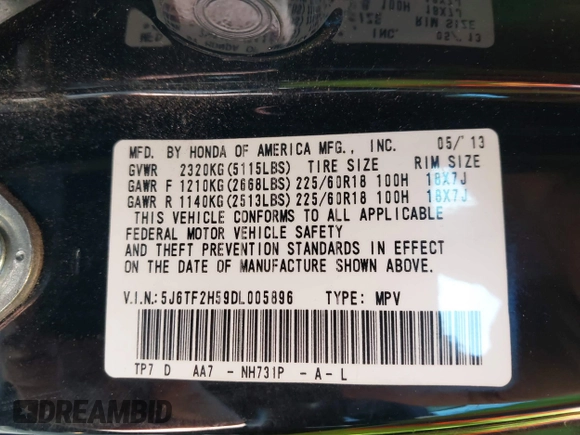 MFD. BY HONDA OF AMERICA MFG., INC. 05/13
GVWR 2320KG(5115LBS) TIRE SIZE RIM SIZE
GAWR F 1210KG(2668LBS) 225/60R18 100H 18X7J
GAWR R 1140KG(2513LBS) 225/60R18 100H 18X7J
THIS VEHICLE CONFORMS TO ALL APPLICABLE
FEDERAL MOTOR VEHICLE SAFETY
AND THEFT PREVENTION STANDARDS IN EFFECT
ON THE DATE OF MANUFACTURE SHOWN ABOVE.
V.I.N.:5J6TF2H59DL005896 TYPE: MPV
TP7 D AA7 - NH731P - A - L
DREAMBID